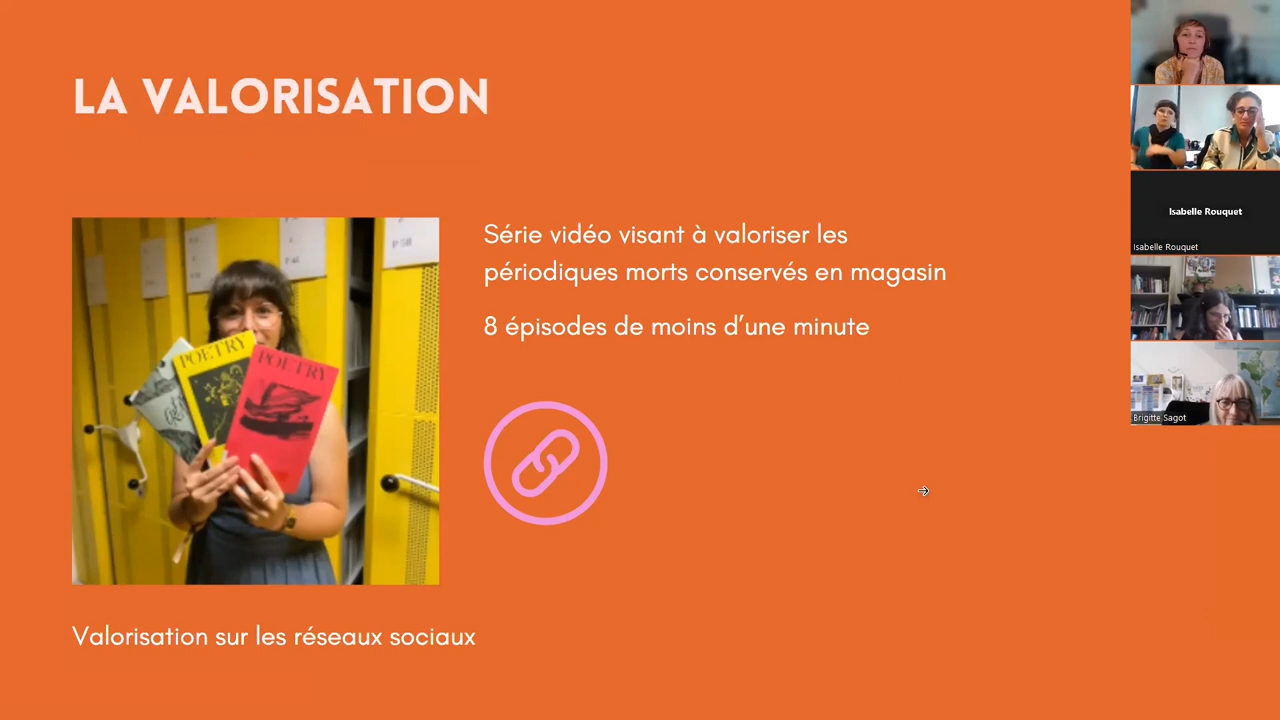 LA VALORISATION
Série vidéo visant à valoriser les
périodiques morts conservés en magasin
8 épisodes de moins d’une minute
POETRY
POETRY
Valorisation sur les réseaux sociaux
Isabelle Rouquet
Isabelle Rouquet
Brigitte Sagot